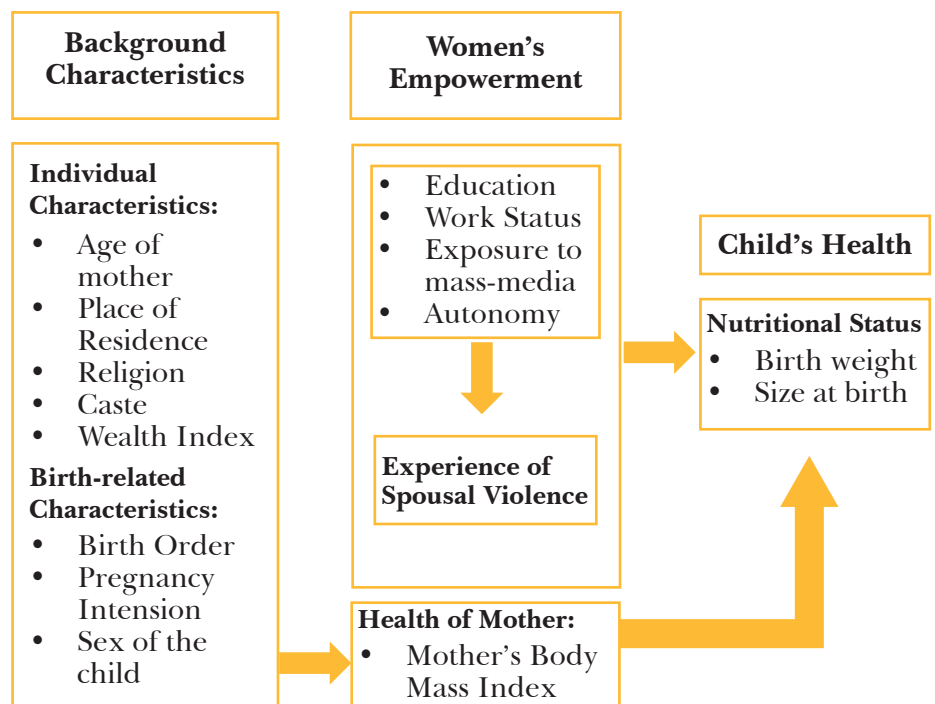 Background
Characteristics
Women's
Empowerment
Individual
Characteristics:
• Age of
mother
• Place of
Residence
• Religion
• Caste
• Wealth Index
Birth-related
Characteristics:
• Birth Order
• Pregnancy
Intension
• Sex of the
child
• Education
• Work Status
• Exposure to
mass-media
• Autonomy
Experience of
Spousal Violence
Health of Mother:
• Mother's Body
Mass Index
Child's Health
Nutritional Status
• Birth weight
• Size at birth